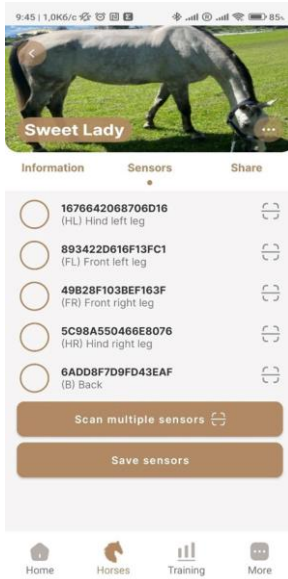 9:45 | 1,0Кб/с
85
Sweet Lady
Information Sensors Share
1676642068706D16
(HL) Hind left leg
893422D616F13FC1
(FL) Front left leg
49B28F103BEF163F
(FR) Front right leg
5C98A550466E8076
(HR) Hind right leg
6ADD8F7D9FD43EAF
(B) Back
Scan multiple sensors
Save sensors
Home Horses Training More